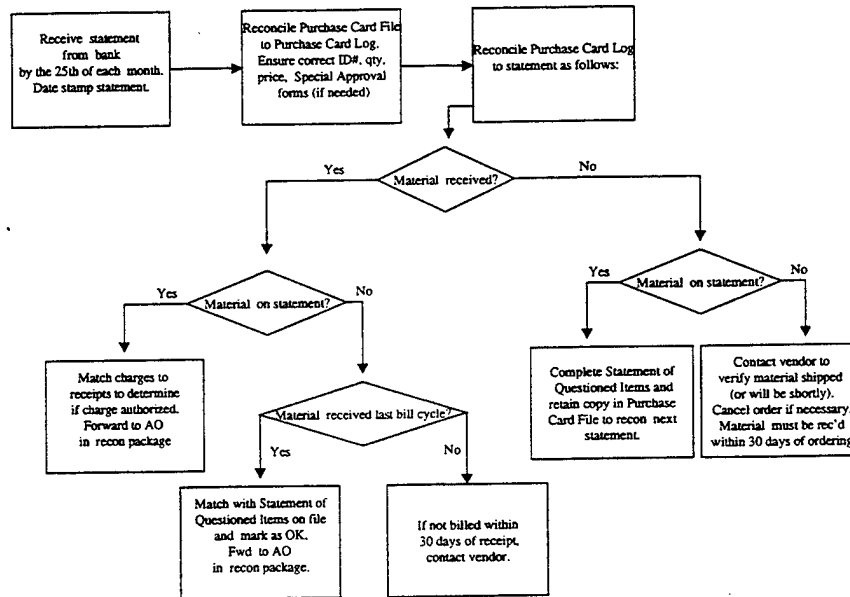 Receive statement
from bank
by the 25th of each month.
Date stamp statement.
Reconcile Purchase Card File
to Purchase Card Log.
Ensure correct ID#, qty,
price, Special Approval
forms (if needed)
Reconcile Purchase Card Log
to statement as follows:
Yes
No
Material received?
Yes
Material on statement?
No
Yes
Material on statement?
No
Match charges to
receipts to determine
if charge authorized.
Forward to AO
in recon package
Material received last bill cycle?
Complete Statement of
Questioned Items and
retain copy in Purchase
Card File to recon next
statement.
Contact vendor to
verify material shipped
(or will be shortly).
Cancel order if necessary.
Material must be rec'd
within 30 days of ordering
Yes
No
Match with Statement of
Questioned Items on file
and mark as OK.
Fwd to AO
in recon package.
If not billed within
30 days of receipt,
contact vendor.